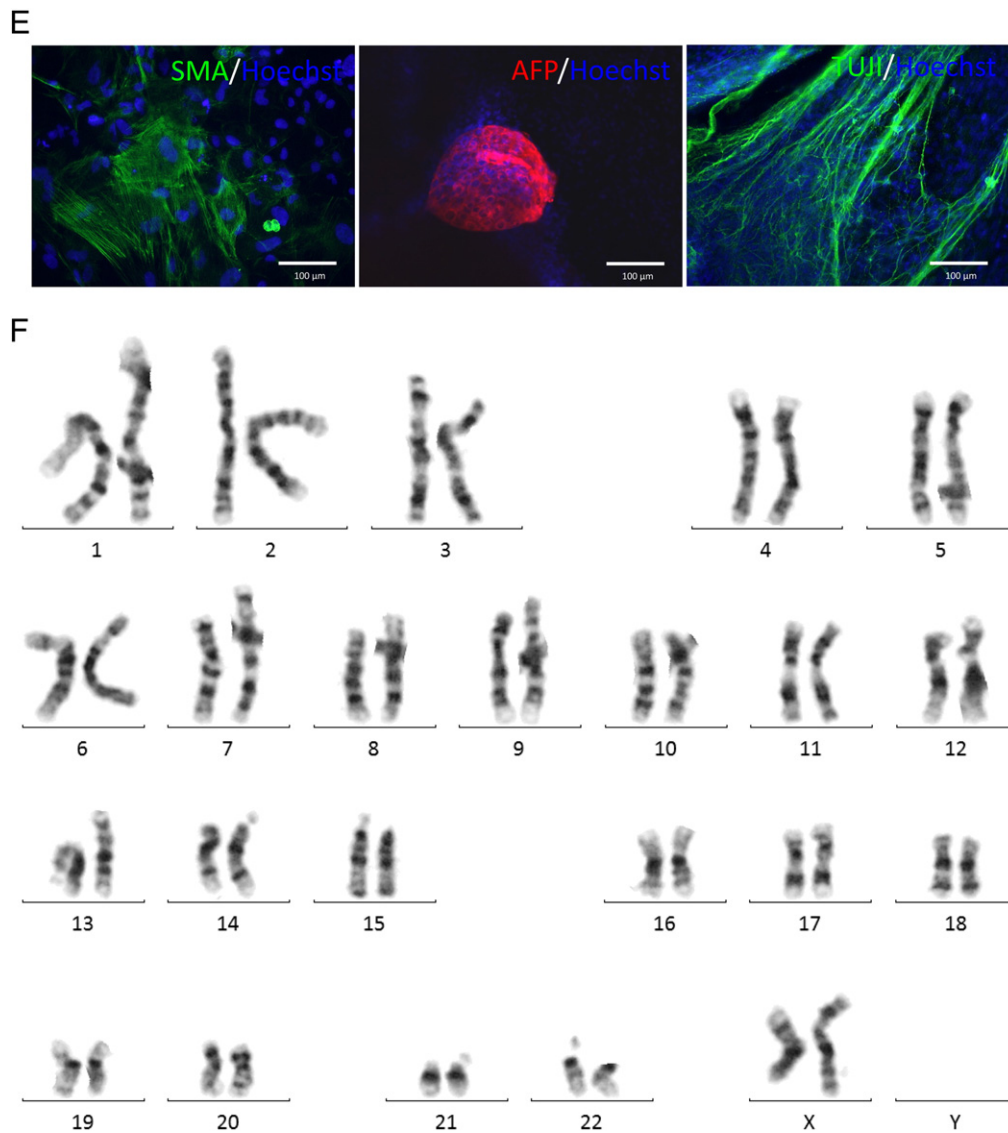 E
SMA/Hoechst AFP/Hoechst TUJI/Hoechst
100 μm 100 μm 100 μm
F
1 2 3 4 5
6 7 8 9 10 11 12
13 14 15 16 17 18
19 20 21 22 X Y